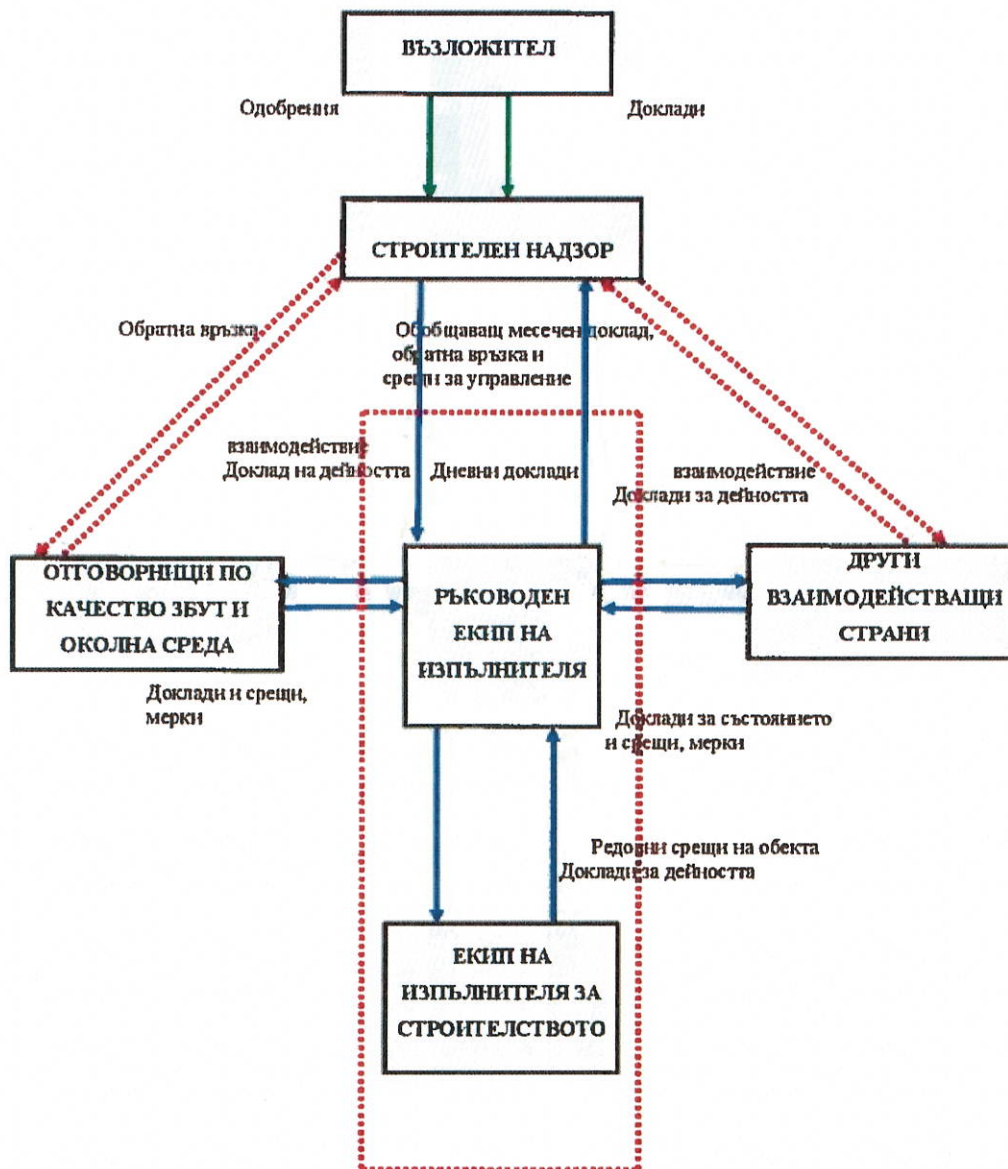 ВЪЗЛОЖИТЕЛ
Одобрения
Доклади
СТРОИТЕЛЕН НАДЗОР
Обратна връзка
Обобщаващ месечен доклад,
обратна връзка и
срещи за управление
взаимодействие
Доклад на дейността
Дневни доклади
взаимодействие
Доклади за дейността
ОТГОВОРНИЦИ ПО
КАЧЕСТВО ЗБУТ И
ОКОЛНА СРЕДА
РЪКОВОДЕН
ЕКИП НА
ИЗПЪЛНИТЕЛЯ
ДРУГИ
ВЗАИМОДЕЙСТВАЩИ
СТРАНИ
Доклади и срещи,
мерки
Доклади за състоянието
и срещи, мерки
Редовни срещи на обекта
Доклади за дейността
ЕКИП НА
ИЗПЪЛНИТЕЛЯ ЗА
СТРОИТЕЛСТВОТО